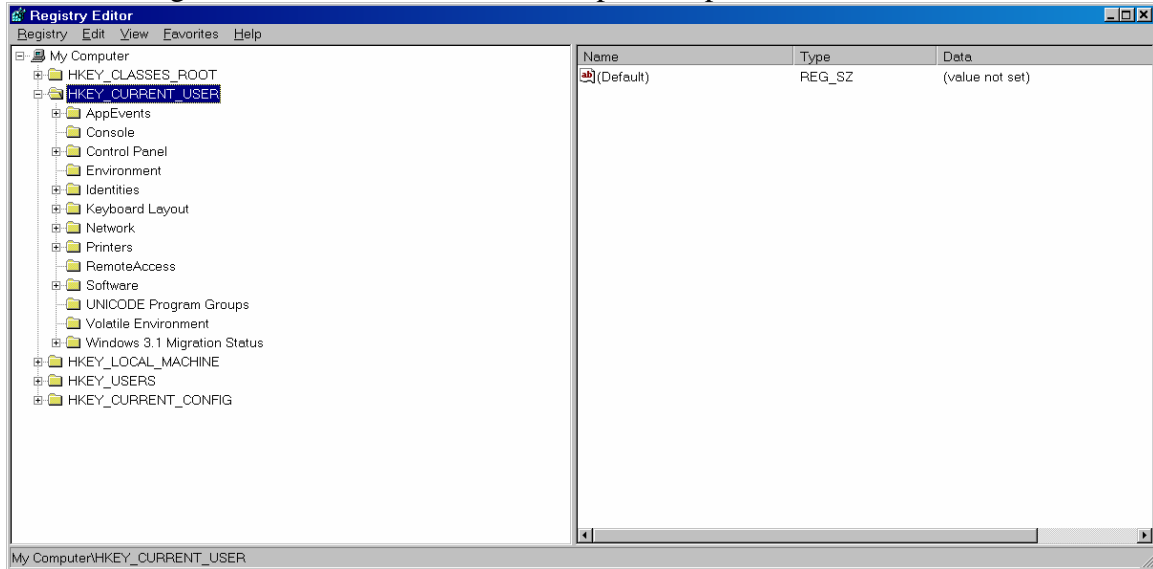 Registry Editor
Registry Edit View Favorites Help
My Computer
HKEY_CLASSES_ROOT
HKEY_CURRENT_USER
AppEvents
Console
Control Panel
Environment
Identities
Keyboard Layout
Network
Printers
RemoteAccess
Software
UNICODE Program Groups
Volatile Environment
Windows 3.1 Migration Status
HKEY_LOCAL_MACHINE
HKEY_USERS
HKEY_CURRENT_CONFIG
Name Type Data
(Default) REG_SZ (value not set)
My Computer\HKEY_CURRENT_USER